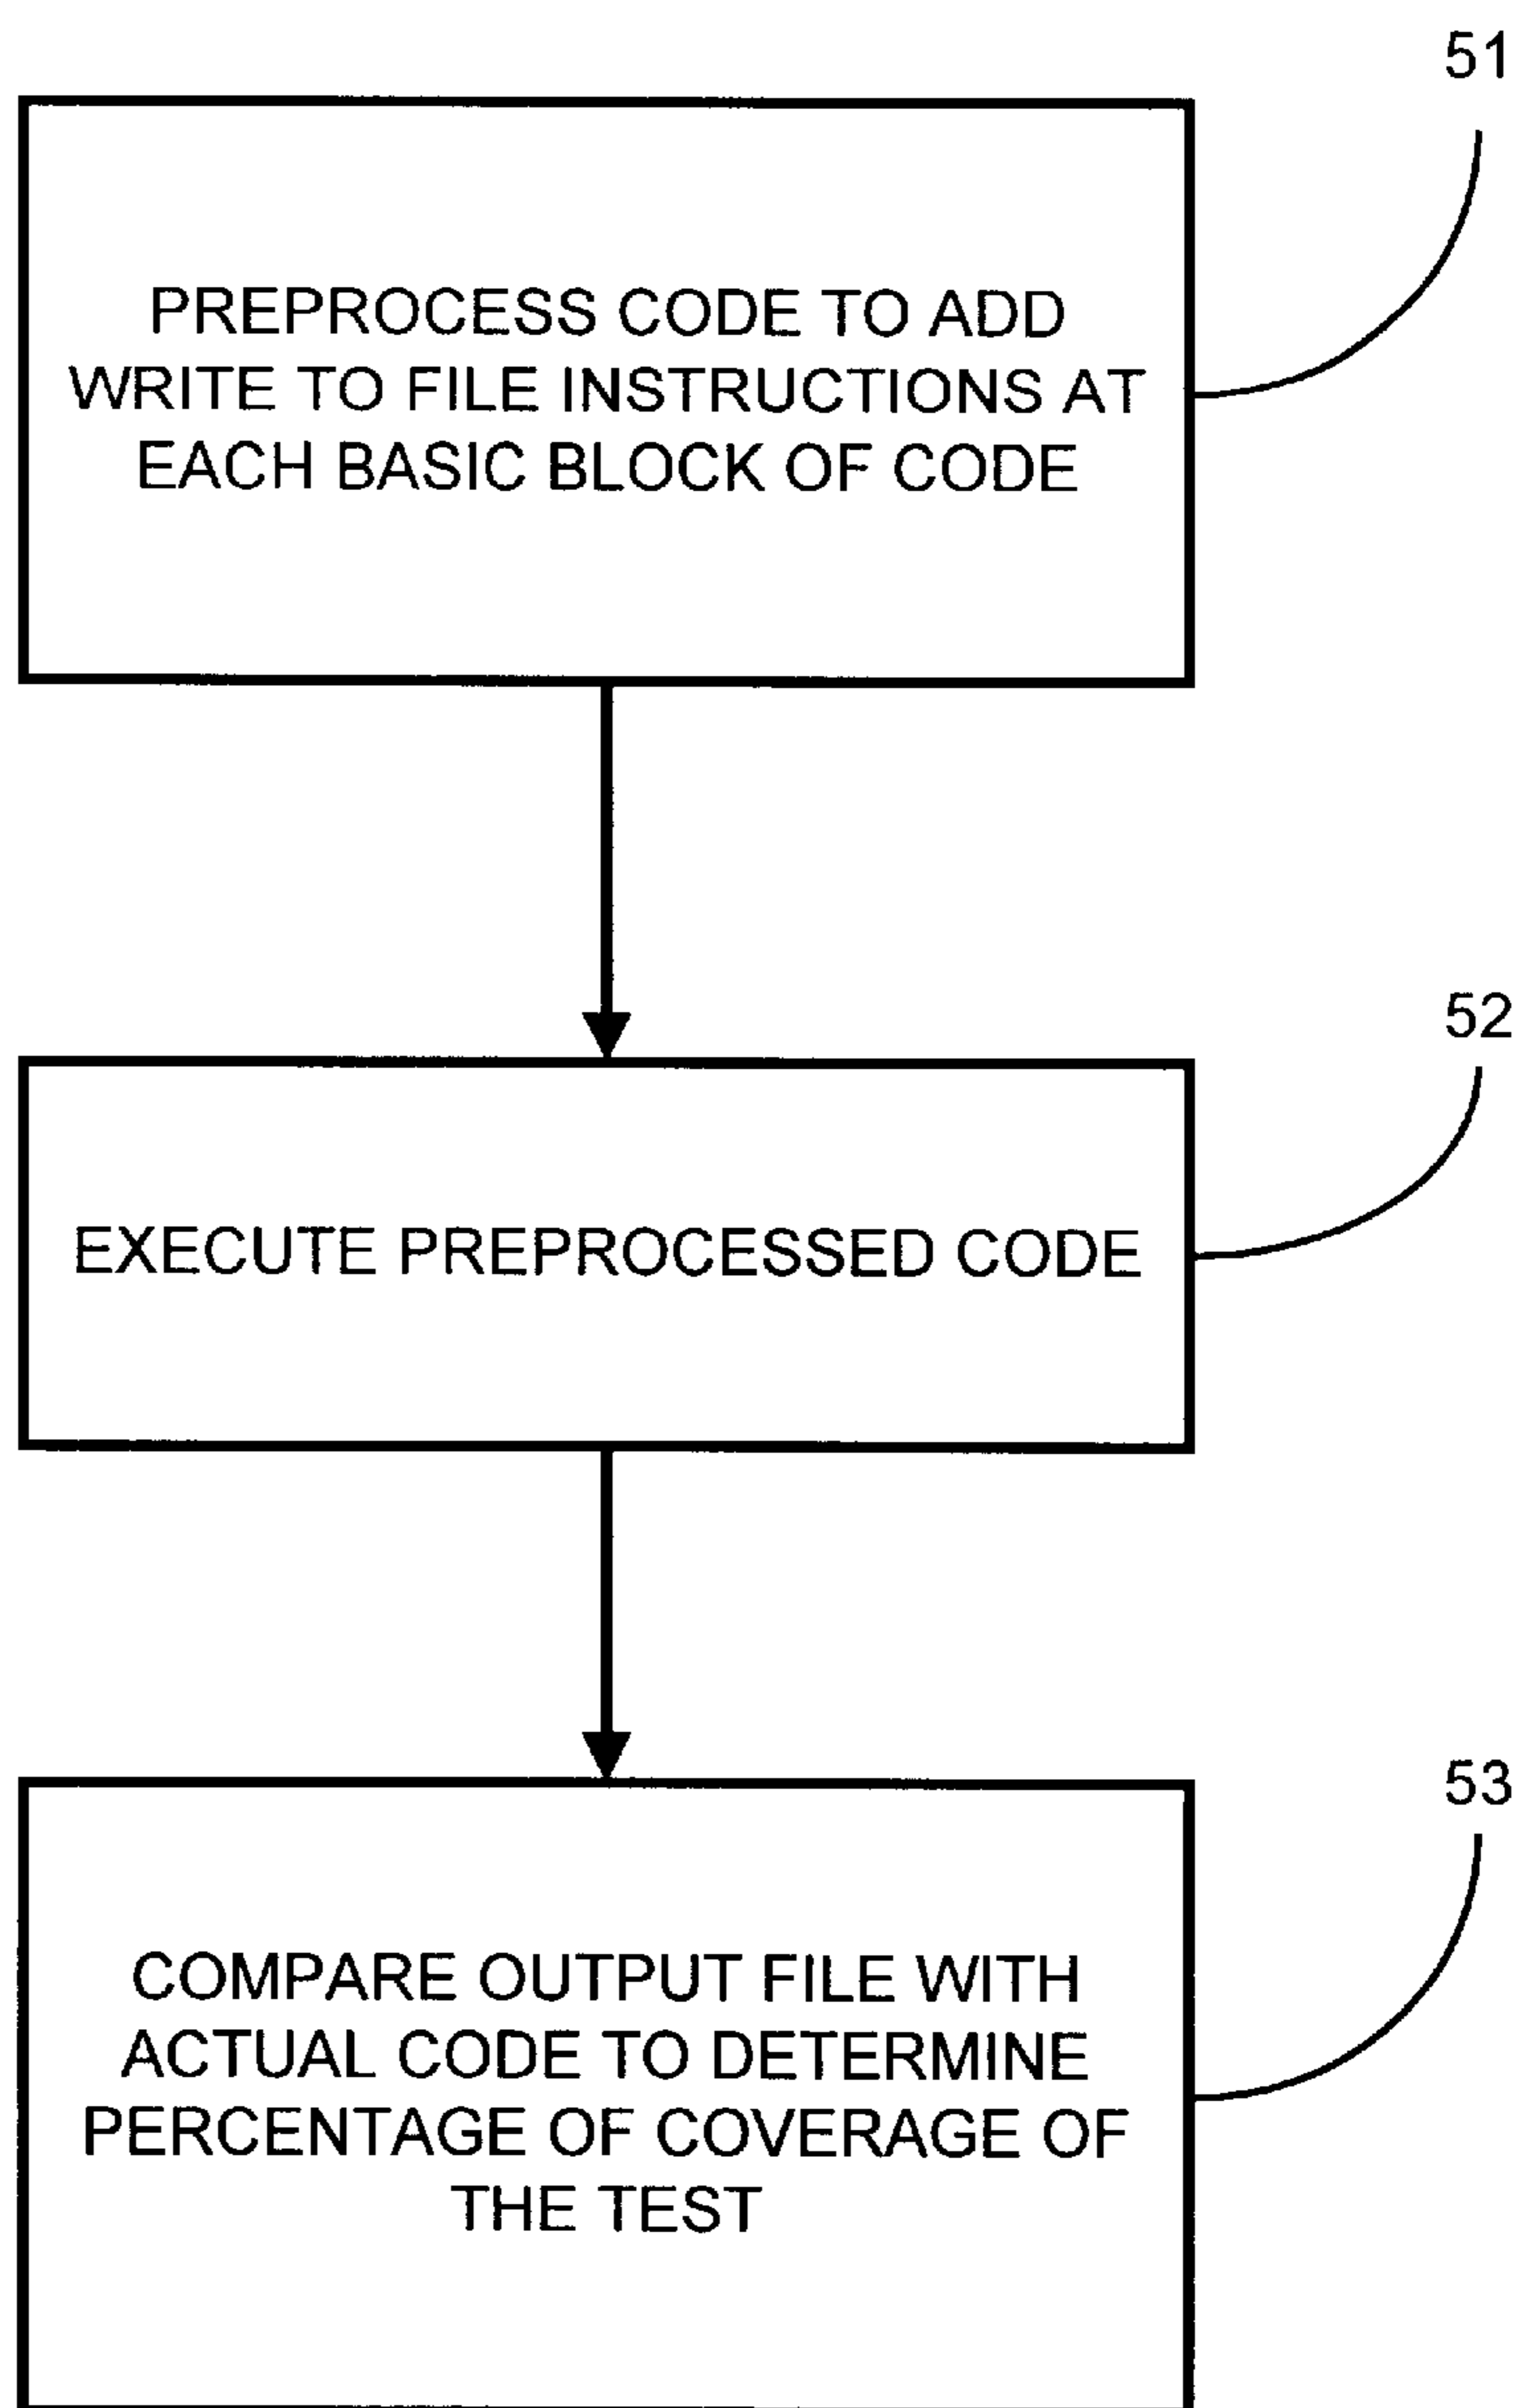 51
PREPROCESS CODE TO ADD
WRITE TO FILE INSTRUCTIONS AT
EACH BASIC BLOCK OF CODE
52
EXECUTE PREPROCESSED CODE
53
COMPARE OUTPUT FILE WITH
ACTUAL CODE TO DETERMINE
PERCENTAGE OF COVERAGE OF
THE TEST